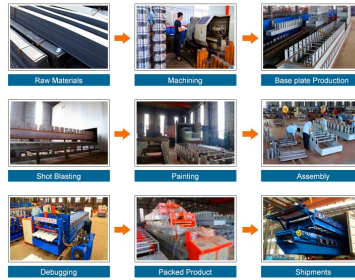 Raw Materials
Machining
Base plate Production
Shot Blasting
Painting
Assembly
Debugging
Packed Product
Shipments